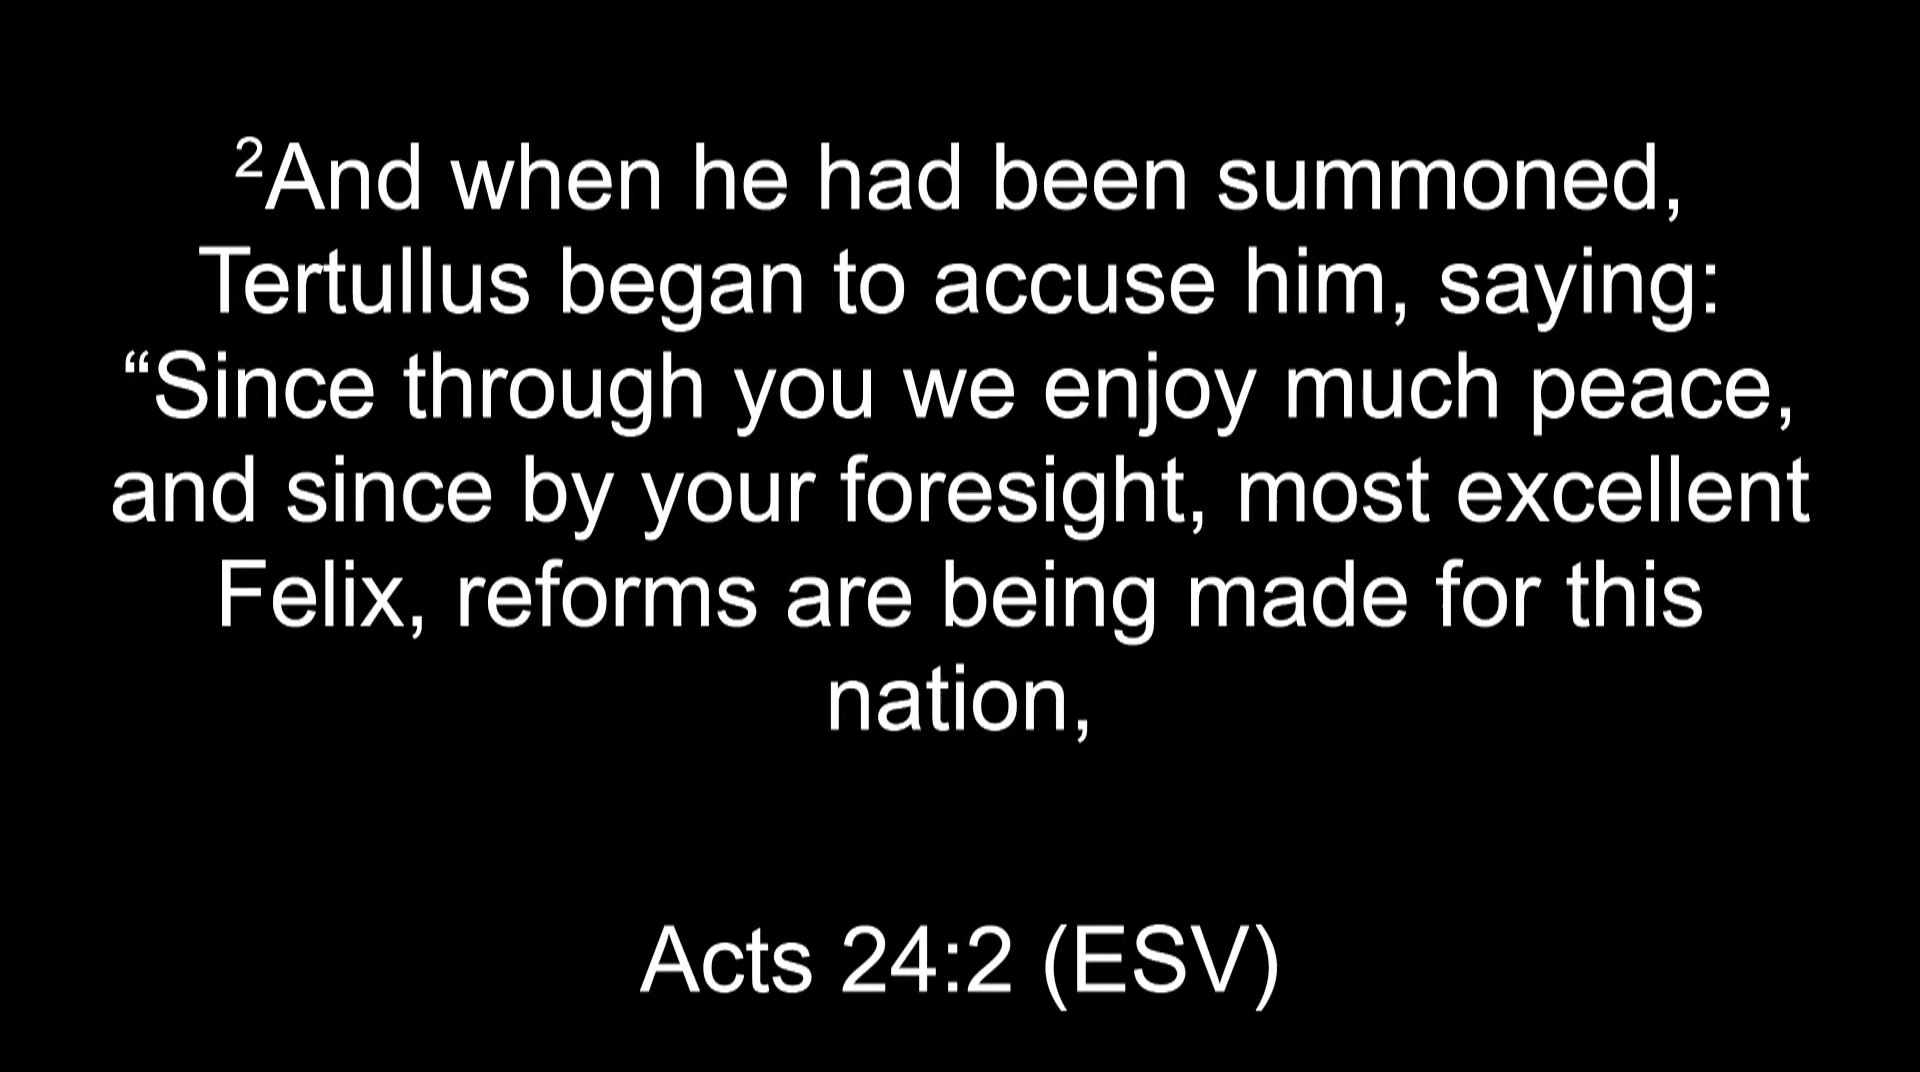 ²And when he had been summoned,
Tertullus began to accuse him, saying:
“Since through you we enjoy much peace,
and since by your foresight, most excellent
Felix, reforms are being made for this
nation,
Acts 24:2 (ESV)